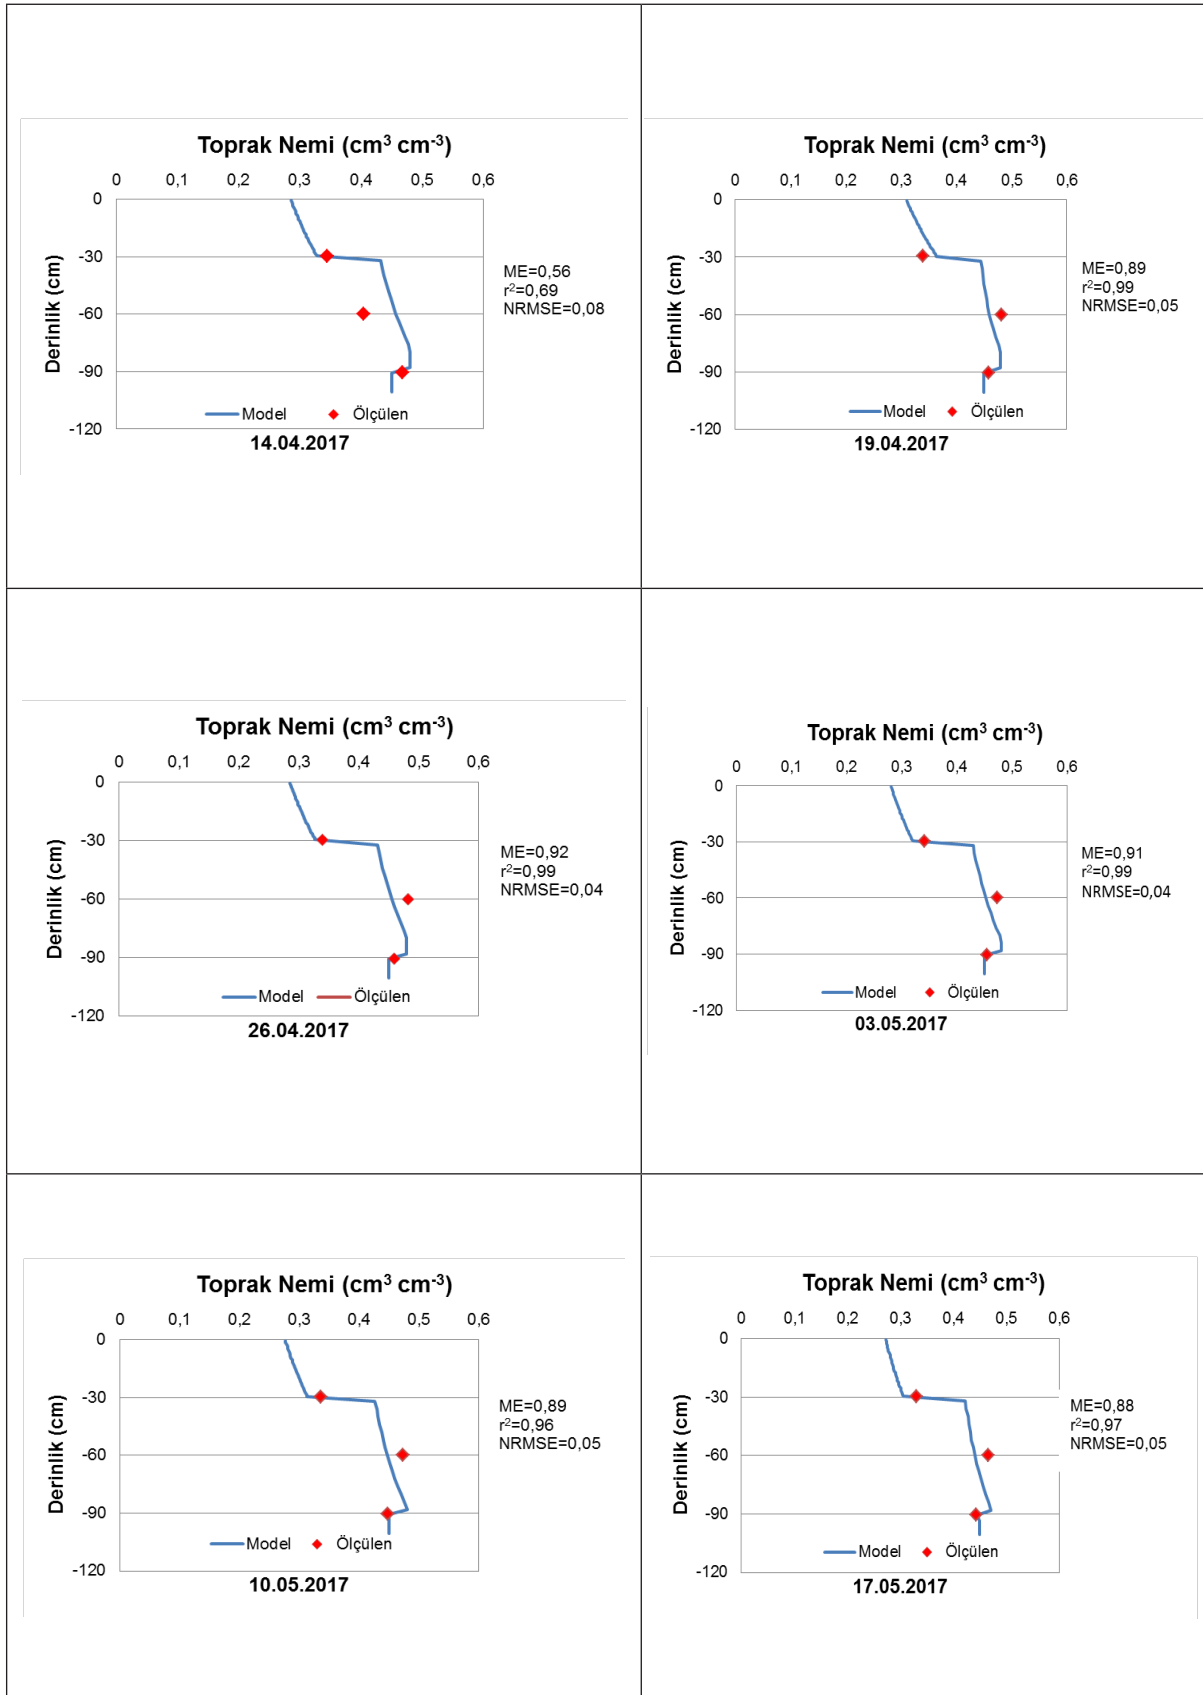 Toprak Nemi (cm³ cm⁻³)
0 0,1 0,2 0,3 0,4 0,5 0,6
0
-30
-60
-90
-120
Derinlik (cm)
ME=0,56
r²=0,69
NRMSE=0,08
Model Ölçülen
14.04.2017
Toprak Nemi (cm³ cm⁻³)
0 0,1 0,2 0,3 0,4 0,5 0,6
0
-30
-60
-90
-120
Derinlik (cm)
ME=0,89
r²=0,99
NRMSE=0,05
Model Ölçülen
19.04.2017
Toprak Nemi (cm³ cm⁻³)
0 0,1 0,2 0,3 0,4 0,5 0,6
0
-30
-60
-90
-120
Derinlik (cm)
ME=0,92
r²=0,99
NRMSE=0,04
Model Ölçülen
26.04.2017
Toprak Nemi (cm³ cm⁻³)
0 0,1 0,2 0,3 0,4 0,5 0,6
0
-30
-60
-90
-120
Derinlik (cm)
ME=0,91
r²=0,99
NRMSE=0,04
Model Ölçülen
03.05.2017
Toprak Nemi (cm³ cm⁻³)
0 0,1 0,2 0,3 0,4 0,5 0,6
0
-30
-60
-90
-120
Derinlik (cm)
ME=0,89
r²=0,96
NRMSE=0,05
Model Ölçülen
10.05.2017
Toprak Nemi (cm³ cm⁻³)
0 0,1 0,2 0,3 0,4 0,5 0,6
0
-30
-60
-90
-120
Derinlik (cm)
ME=0,88
r²=0,97
NRMSE=0,05
Model Ölçülen
17.05.2017